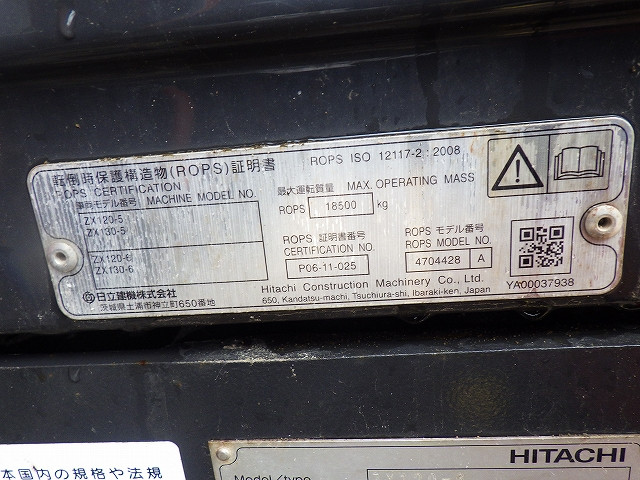 転倒時保護構造物(ROPS)証明書
ROPS ISO 12117-2 : 2008
ROPS CERTIFICATION
車両モデル番号 MACHINE MODEL NO.
ZX120-5
ZX130-5
ZX120-6
ZX130-6
最大運転質量 MAX. OPERATING MASS
ROPS 18500 kg
ROPS 証明書番号
CERTIFICATION NO.
P06-11-025
ROPS モデル番号
ROPS MODEL NO.
4704428 A
日立建機株式会社
茨城県土浦市神立町650番地
Hitachi Construction Machinery Co., Ltd.
650, Kandatsu-machi, Tsuchiura-shi, Ibaraki-ken, Japan
YA00037938
本国内の規格や法規
HITACHI
Model/type